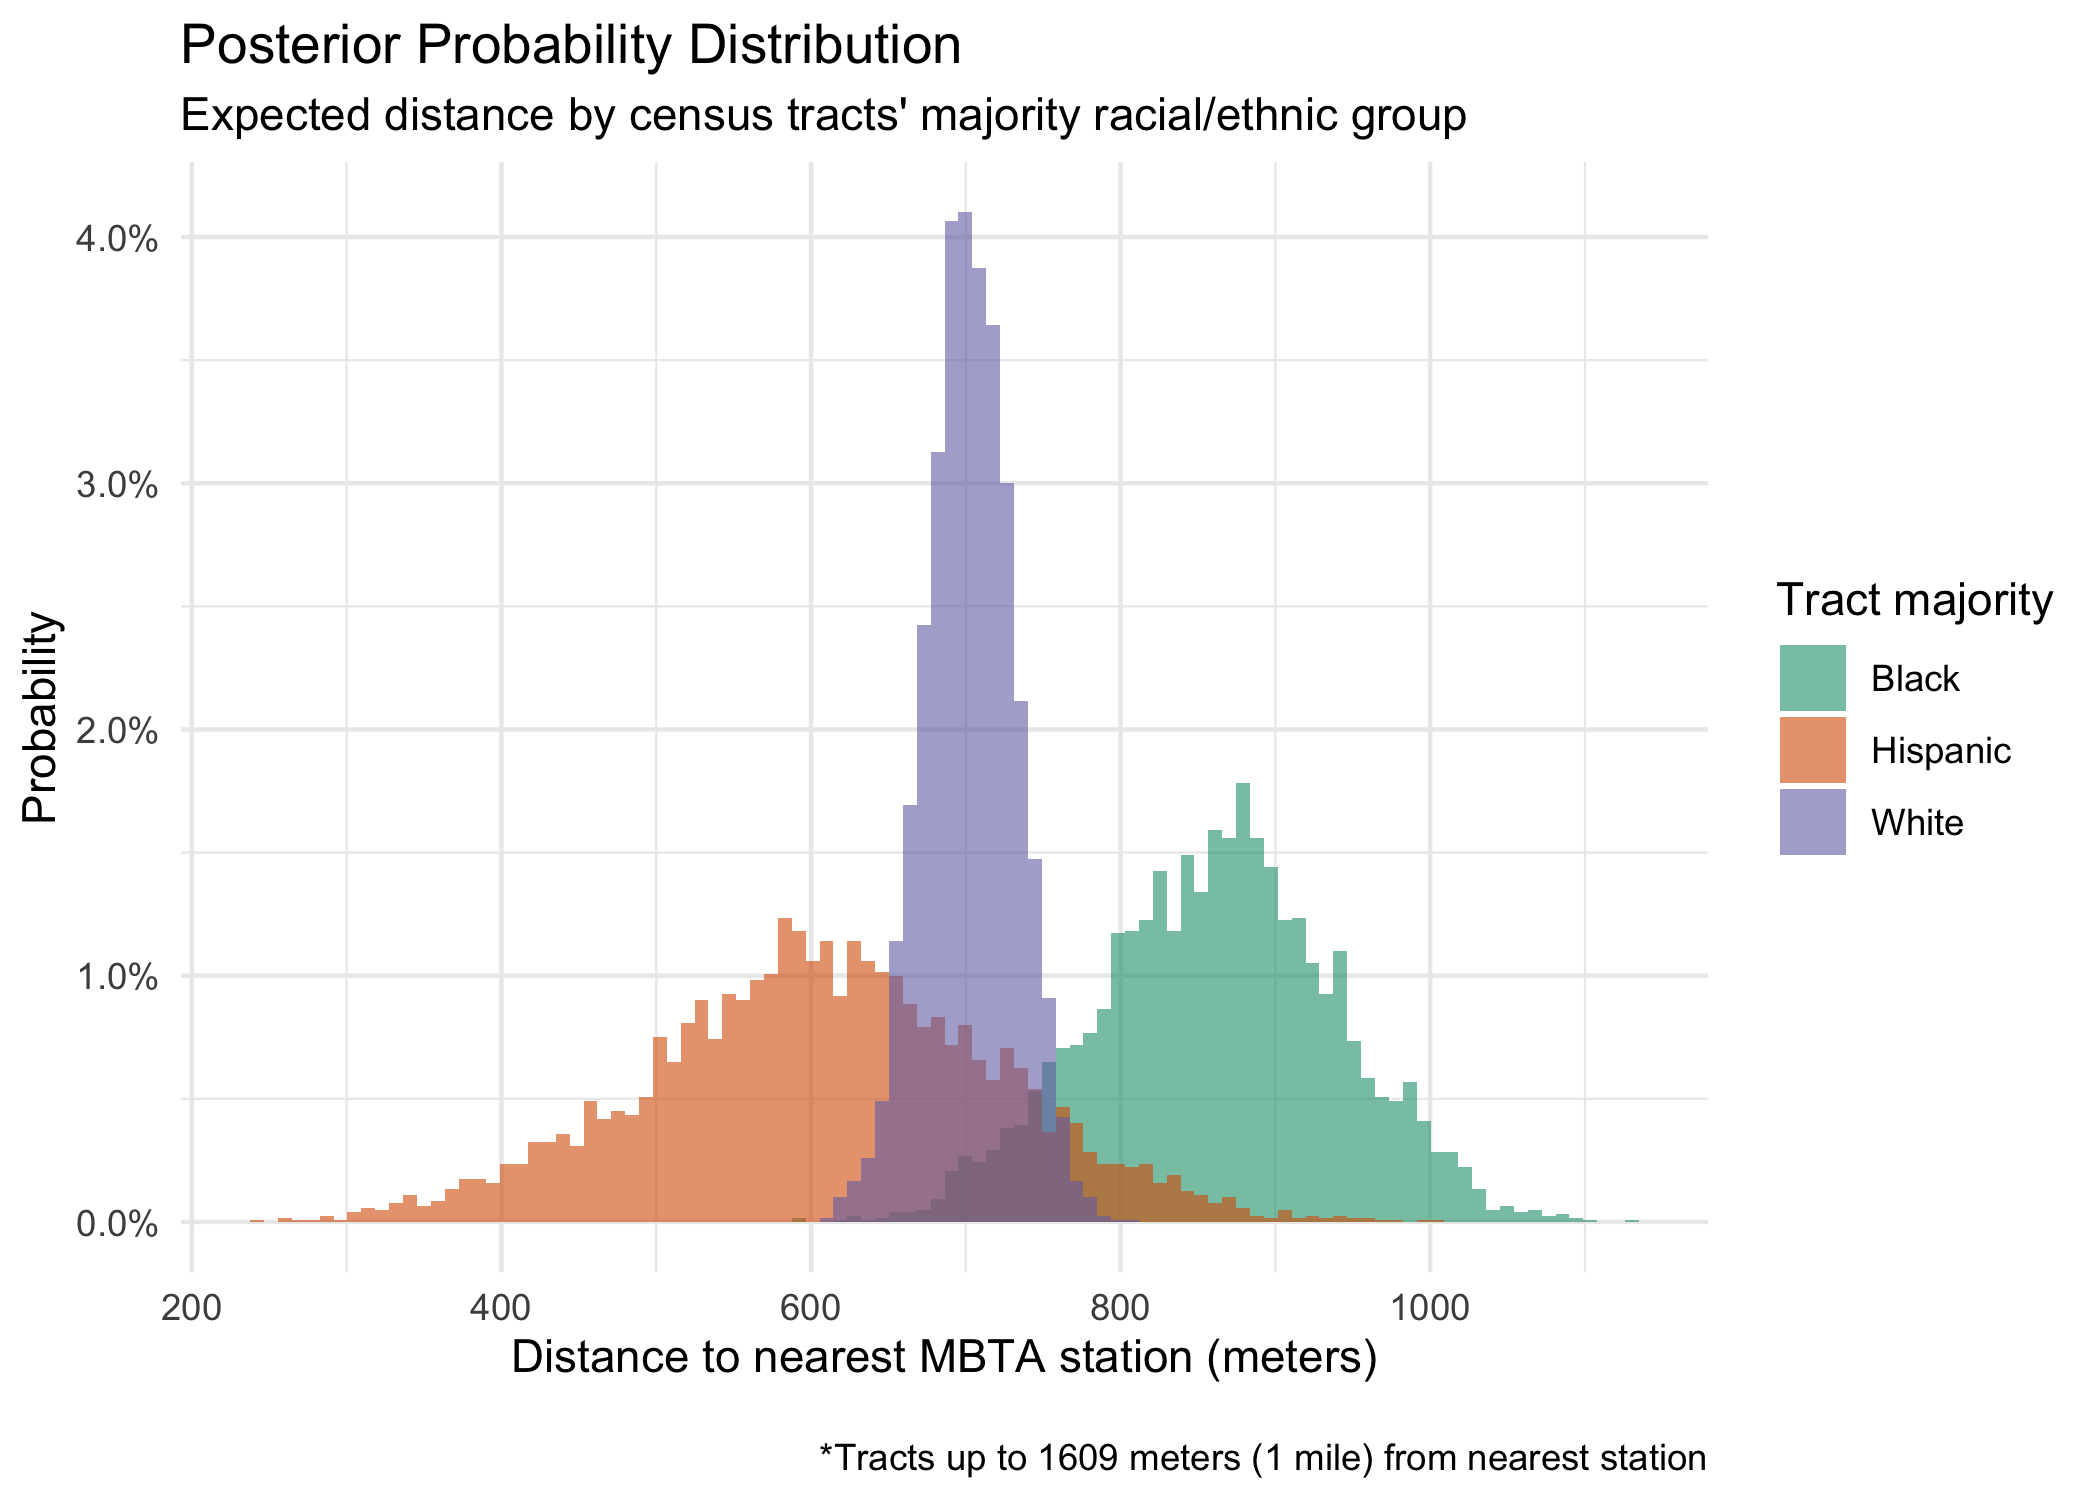 Posterior Probability Distribution
Expected distance by census tracts' majority racial/ethnic group
Probability
4.0%
3.0%
2.0%
1.0%
0.0%
200 400 600 800 1000
Distance to nearest MBTA station (meters)
Tract majority
Black
Hispanic
White
*Tracts up to 1609 meters (1 mile) from nearest station